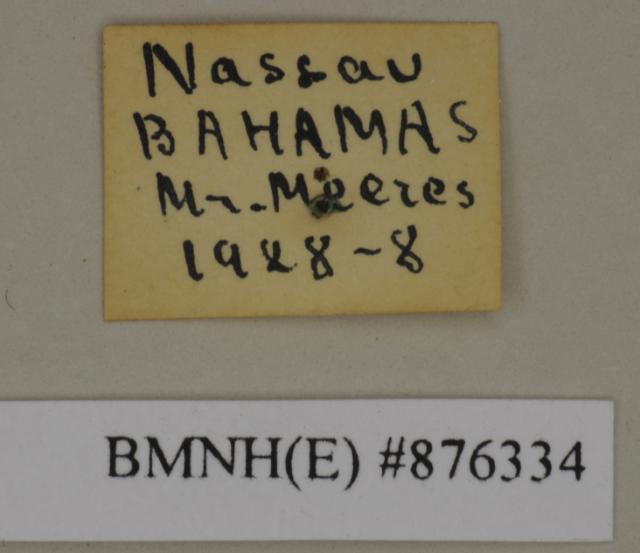 Nassau
BAHAMAS
Mr. Meeres
1928-8
BMNH(E) #876334